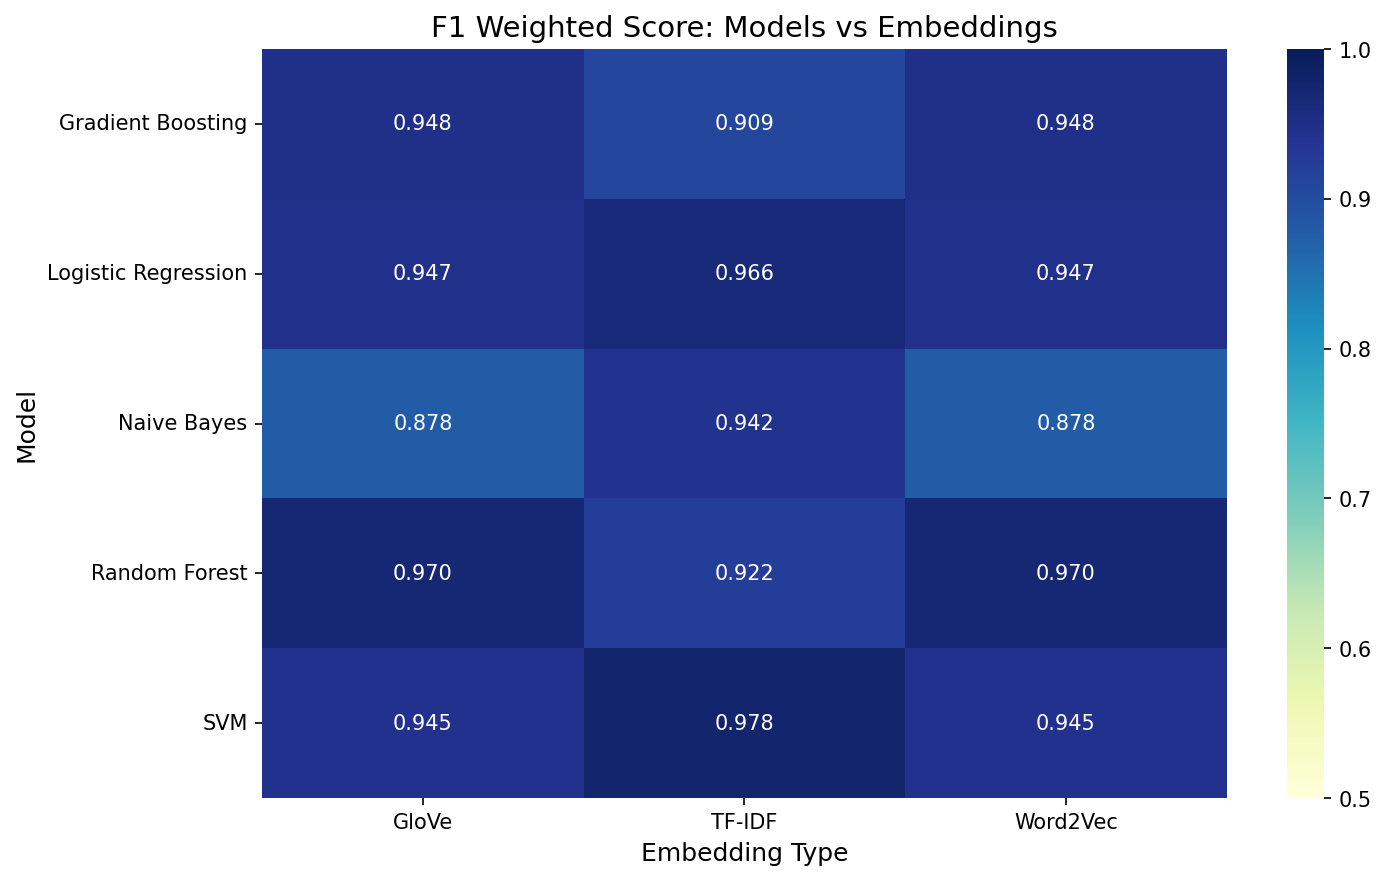 F1 Weighted Score: Models vs Embeddings
Gradient Boosting 0.948 0.909 0.948
Logistic Regression 0.947 0.966 0.947
Naive Bayes 0.878 0.942 0.878
Random Forest 0.970 0.922 0.970
SVM 0.945 0.978 0.945
Model
GloVe TF-IDF Word2Vec
Embedding Type
1.0
0.9
0.8
0.7
0.6
0.5